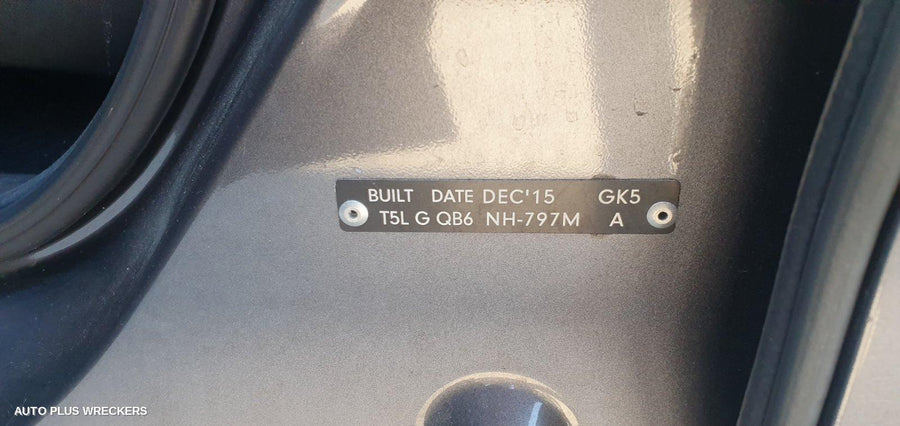 BUILT DATE DEC'15 GK5
T5L G QB6 NH-797M A
AUTO PLUS WRECKERS